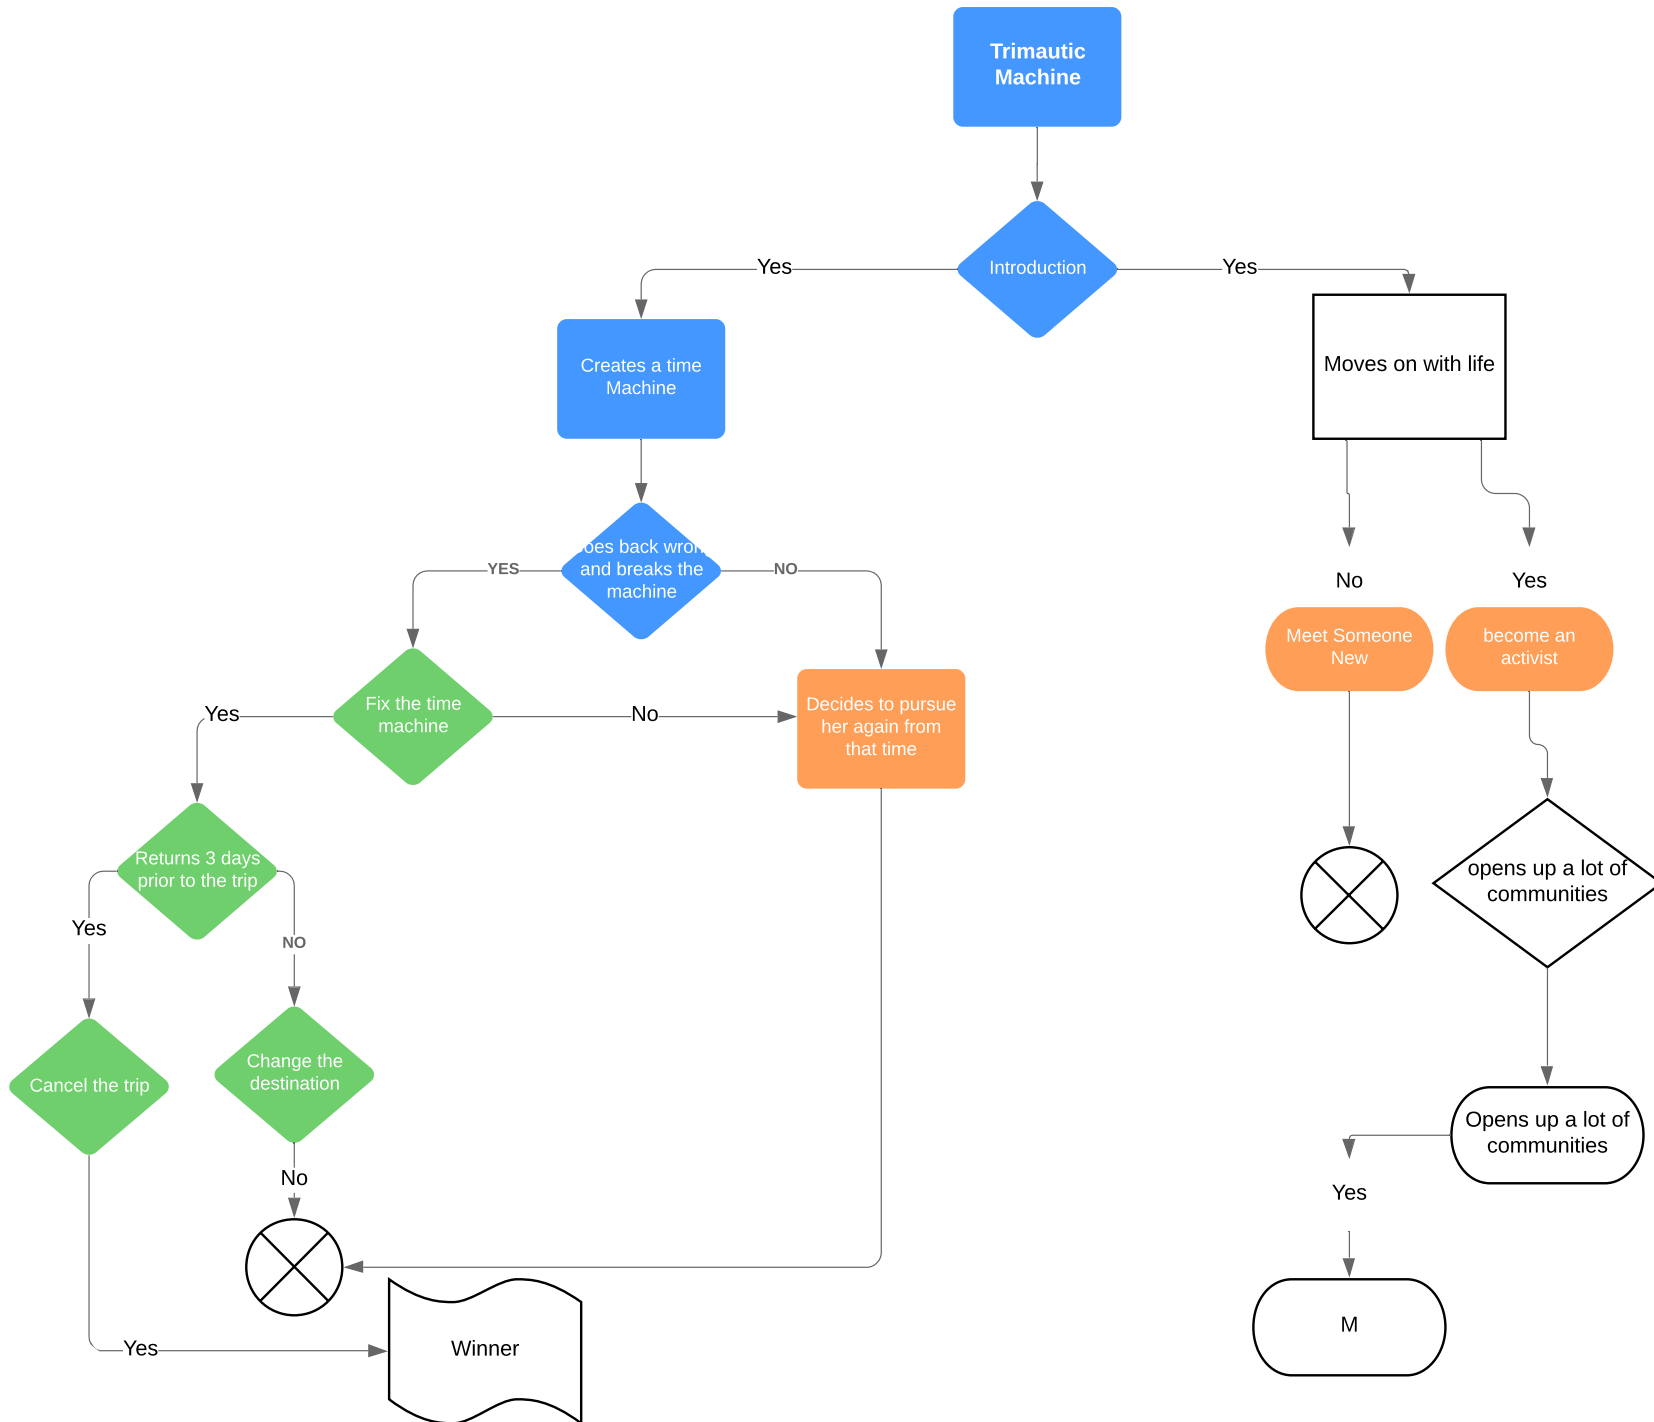 Trimautic
Machine
Introduction
Yes
Yes
Creates a time
Machine
Moves on with life
back wrong
and breaks the
machine
YES
NO
No
Yes
Meet Someone
New
become an
activist
Fix the time
machine
Yes
No
Decides to pursue
her again from
that time
Returns 3 days
prior to the trip
opens up a lot of
communities
Yes
NO
Cancel the trip
Change the
destination
Opens up a lot of
communities
No
Yes
Winner
Yes
M